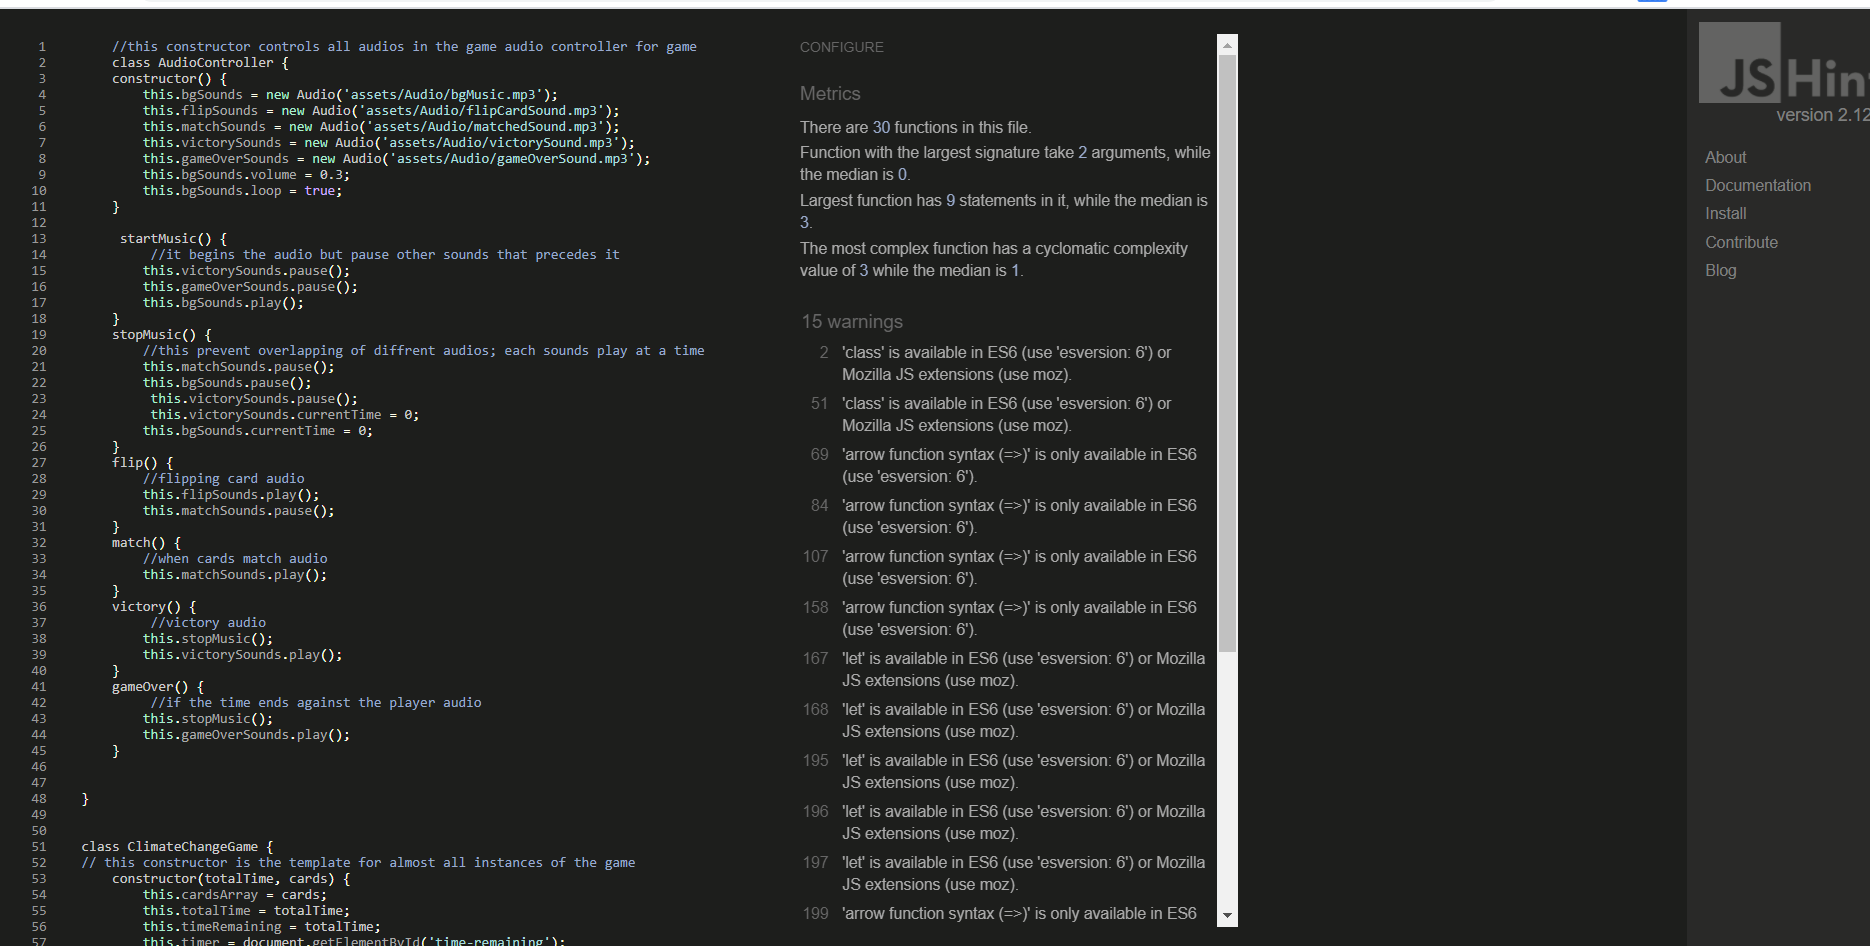 1 //this constructor controls all audios in the game audio controller for game
2 class AudioController {
3 constructor() {
4 this.bgSounds = new Audio('assets/Audio/bgMusic.mp3');
5 this.flipSounds = new Audio('assets/Audio/flipCardSound.mp3');
6 this.matchSounds = new Audio('assets/Audio/matchedSound.mp3');
7 this.victorySounds = new Audio('assets/Audio/victorySound.mp3');
8 this.gameOverSounds = new Audio('assets/Audio/gameOverSound.mp3');
9 this.bgSounds.volume = 0.3;
10 this.bgSounds.loop = true;
11 }
12
13 startMusic() {
14 //it begins the audio but pause other sounds that precedes it
15 this.victorySounds.pause();
16 this.gameOverSounds.pause();
17 this.bgSounds.play();
18 }
19 stopMusic() {
20 //this prevent overlapping of diffrent audios; each sounds play at a time
21 this.matchSounds.pause();
22 this.bgSounds.pause();
23 this.victorySounds.pause();
24 this.victorySounds.currentTime = 0;
25 this.bgSounds.currentTime = 0;
26 }
27 flip() {
28 //flipping card audio
29 this.flipSounds.play();
30 this.matchSounds.pause();
31 }
32 match() {
33 //when cards match audio
34 this.matchSounds.play();
35 }
36 victory() {
37 //victory audio
38 this.stopMusic();
39 this.victorySounds.play();
40 }
41 gameOver() {
42 //if the time ends against the player audio
43 this.stopMusic();
44 this.gameOverSounds.play();
45 }
46
47
48 }
49
50
51 class ClimateChangeGame {
52 // this constructor is the template for almost all instances of the game
53 constructor(totalTime, cards) {
54 this.cardsArray = cards;
55 this.totalTime = totalTime;
56 this.timeRemaining = totalTime;
57 this.timer = document.getElementById('time-remaining');
CONFIGURE
Metrics
There are 30 functions in this file.
Function with the largest signature take 2 arguments, while
the median is 0.
Largest function has 9 statements in it, while the median is
3.
The most complex function has a cyclomatic complexity
value of 3 while the median is 1.
15 warnings
2 'class' is available in ES6 (use 'esversion: 6') or
Mozilla JS extensions (use moz).
51 'class' is available in ES6 (use 'esversion: 6') or
Mozilla JS extensions (use moz).
69 'arrow function syntax (=>)' is only available in ES6
(use 'esversion: 6').
84 'arrow function syntax (=>)' is only available in ES6
(use 'esversion: 6').
107 'arrow function syntax (=>)' is only available in ES6
(use 'esversion: 6').
158 'arrow function syntax (=>)' is only available in ES6
(use 'esversion: 6').
167 'let' is available in ES6 (use 'esversion: 6') or Mozilla
JS extensions (use moz).
168 'let' is available in ES6 (use 'esversion: 6') or Mozilla
JS extensions (use moz).
195 'let' is available in ES6 (use 'esversion: 6') or Mozilla
JS extensions (use moz).
196 'let' is available in ES6 (use 'esversion: 6') or Mozilla
JS extensions (use moz).
197 'let' is available in ES6 (use 'esversion: 6') or Mozilla
JS extensions (use moz).
199 'arrow function syntax (=>)' is only available in ES6
JSHin
version 2.12
About
Documentation
Install
Contribute
Blog